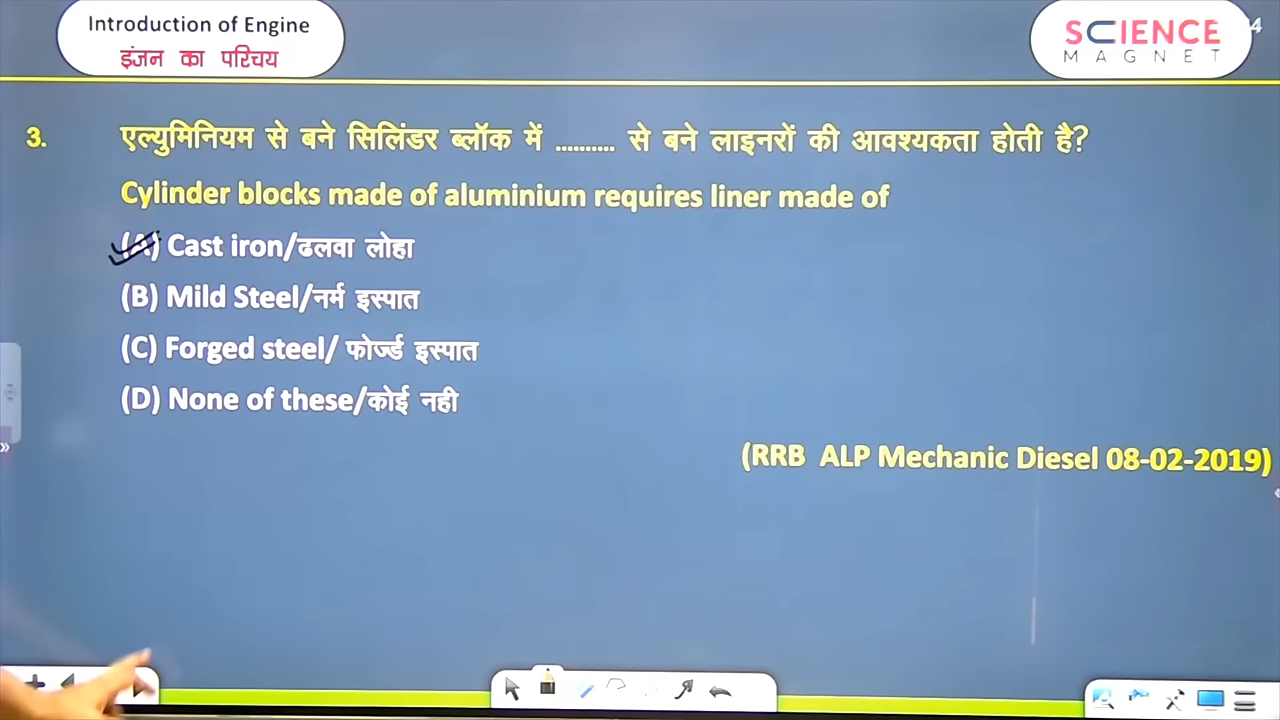 Introduction of Engine
इंजन का परिचय
SCIENCE
MAGNET
4
3. एल्युमिनियम से बने सिलिंडर ब्लॉक में .......... से बने लाइनरों की आवश्यकता होती है?
Cylinder blocks made of aluminium requires liner made of
(A) Cast iron/ढलवा लोहा
(B) Mild Steel/नर्म इस्पात
(C) Forged steel/ फोर्ज्ड इस्पात
(D) None of these/कोई नही
(RRB ALP Mechanic Diesel 08-02-2019)